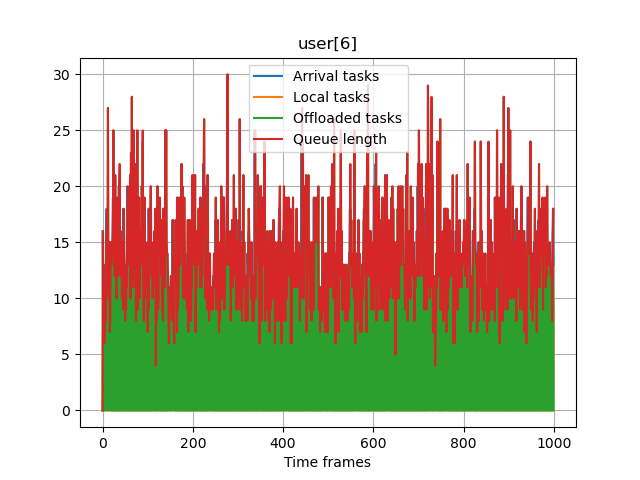 user[6]
Arrival tasks
Local tasks
Offloaded tasks
Queue length
30
25
20
15
10
5
0
0 200 400 600 800 1000
Time frames